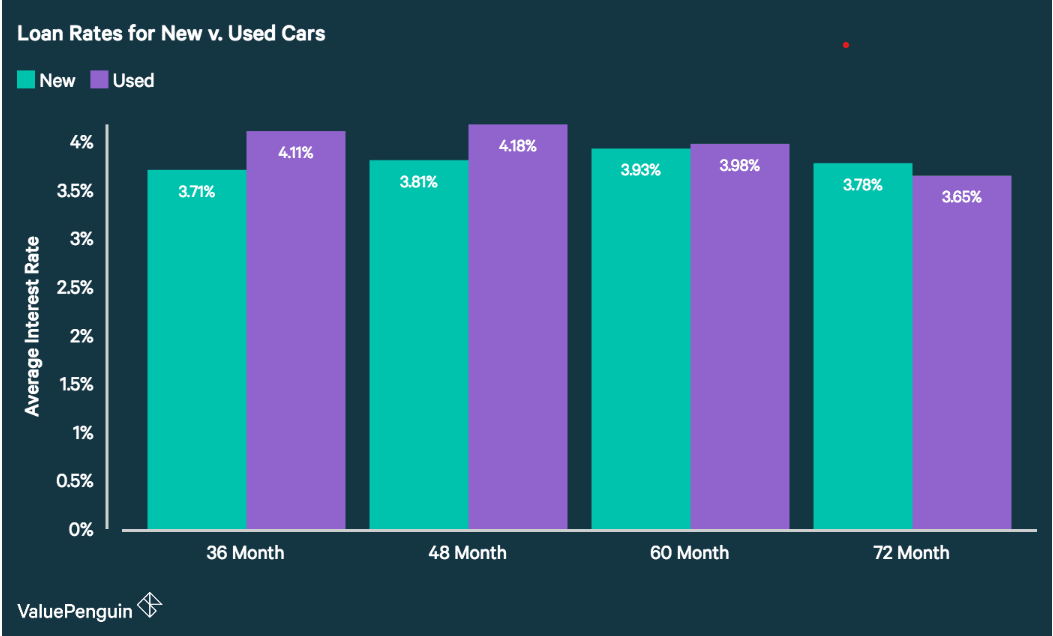 Loan Rates for New v. Used Cars
New Used
Average Interest Rate
4%
3.5%
3%
2.5%
2%
1.5%
1%
0.5%
0%
3.71% 4.11% 3.81% 4.18% 3.93% 3.98% 3.78% 3.65%
36 Month 48 Month 60 Month 72 Month
ValuePenguin